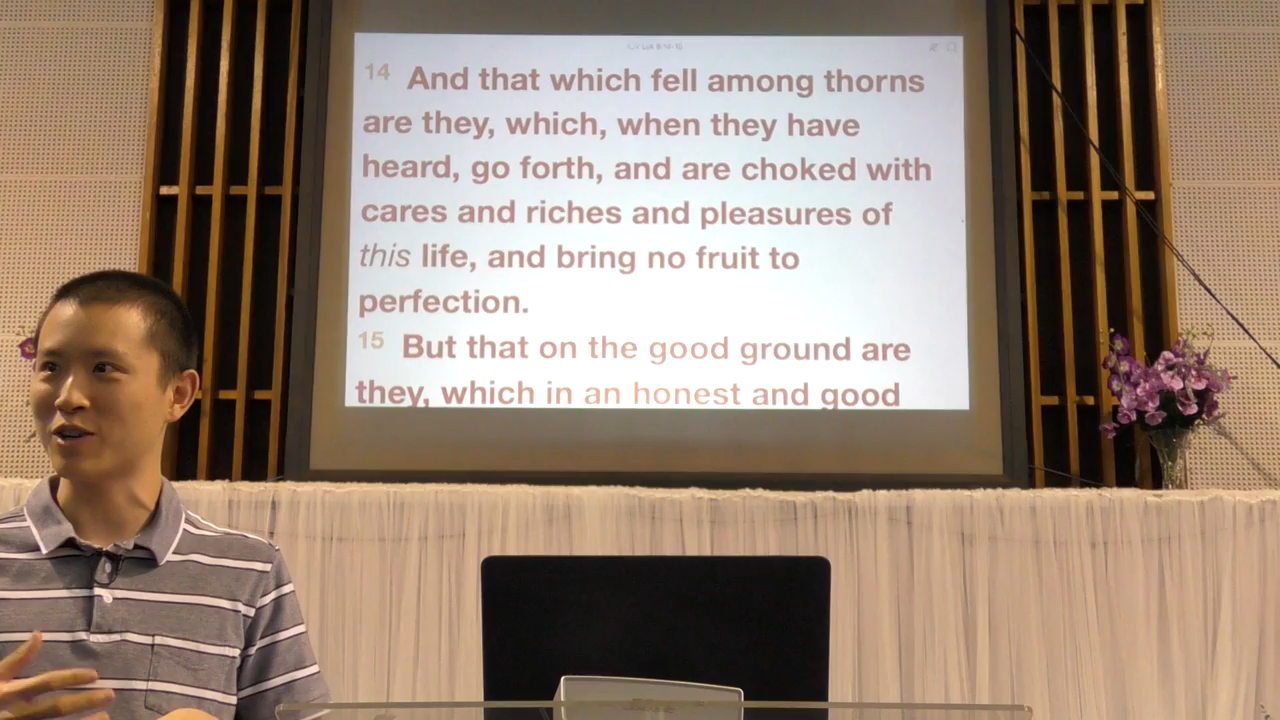 14 And that which fell among thorns
are they, which, when they have
heard, go forth, and are choked with
cares and riches and pleasures of
this life, and bring no fruit to
perfection.
15 But that on the good ground are
they, which in an honest and good